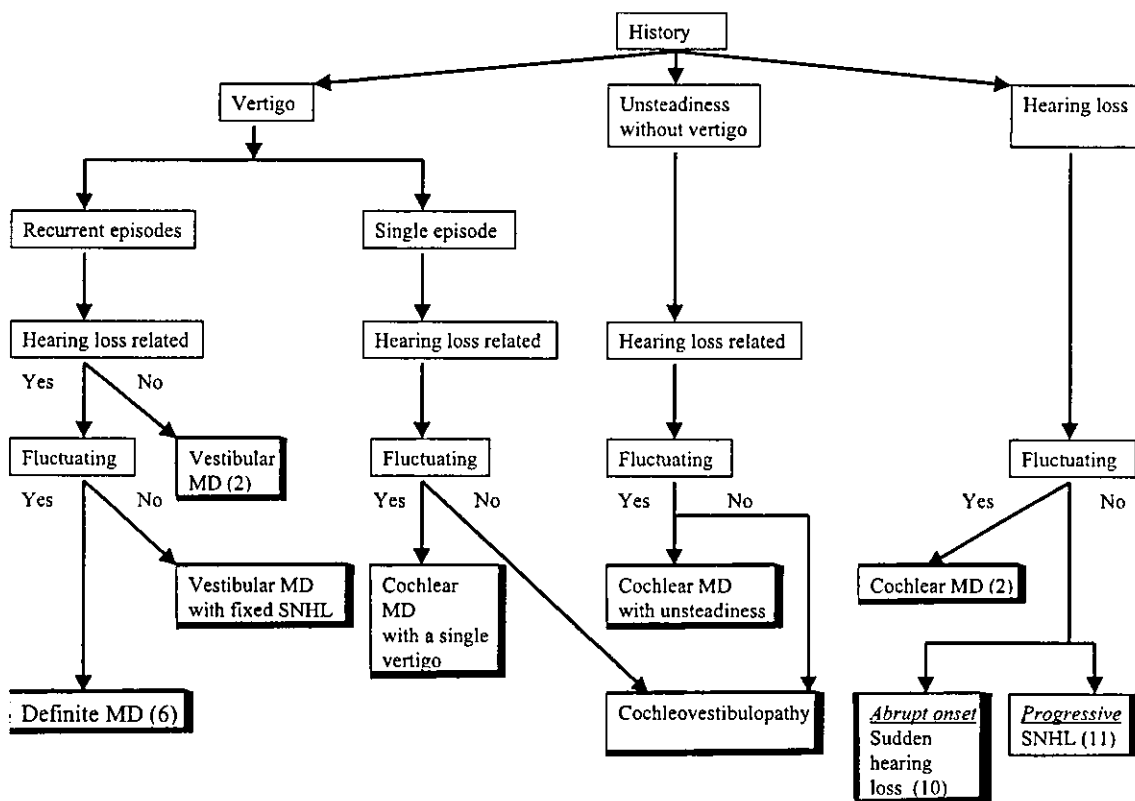 History
Vertigo
Unsteadiness
without vertigo
Hearing loss
Recurrent episodes
Single episode
Hearing loss related
Hearing loss related
Hearing loss related
Yes
No
Fluctuating
Vestibular
MD (2)
Fluctuating
Fluctuating
Fluctuating
Yes
No
Yes
No
Yes
No
Yes
No
Vestibular MD
with fixed SNHL
Cochlear
MD
with a single
vertigo
Cochlear MD
with unsteadiness
Cochlear MD (2)
Definite MD (6)
Cochleovestibulopathy
Abrupt onset
Sudden
hearing
loss (10)
Progressive
SNHL (11)